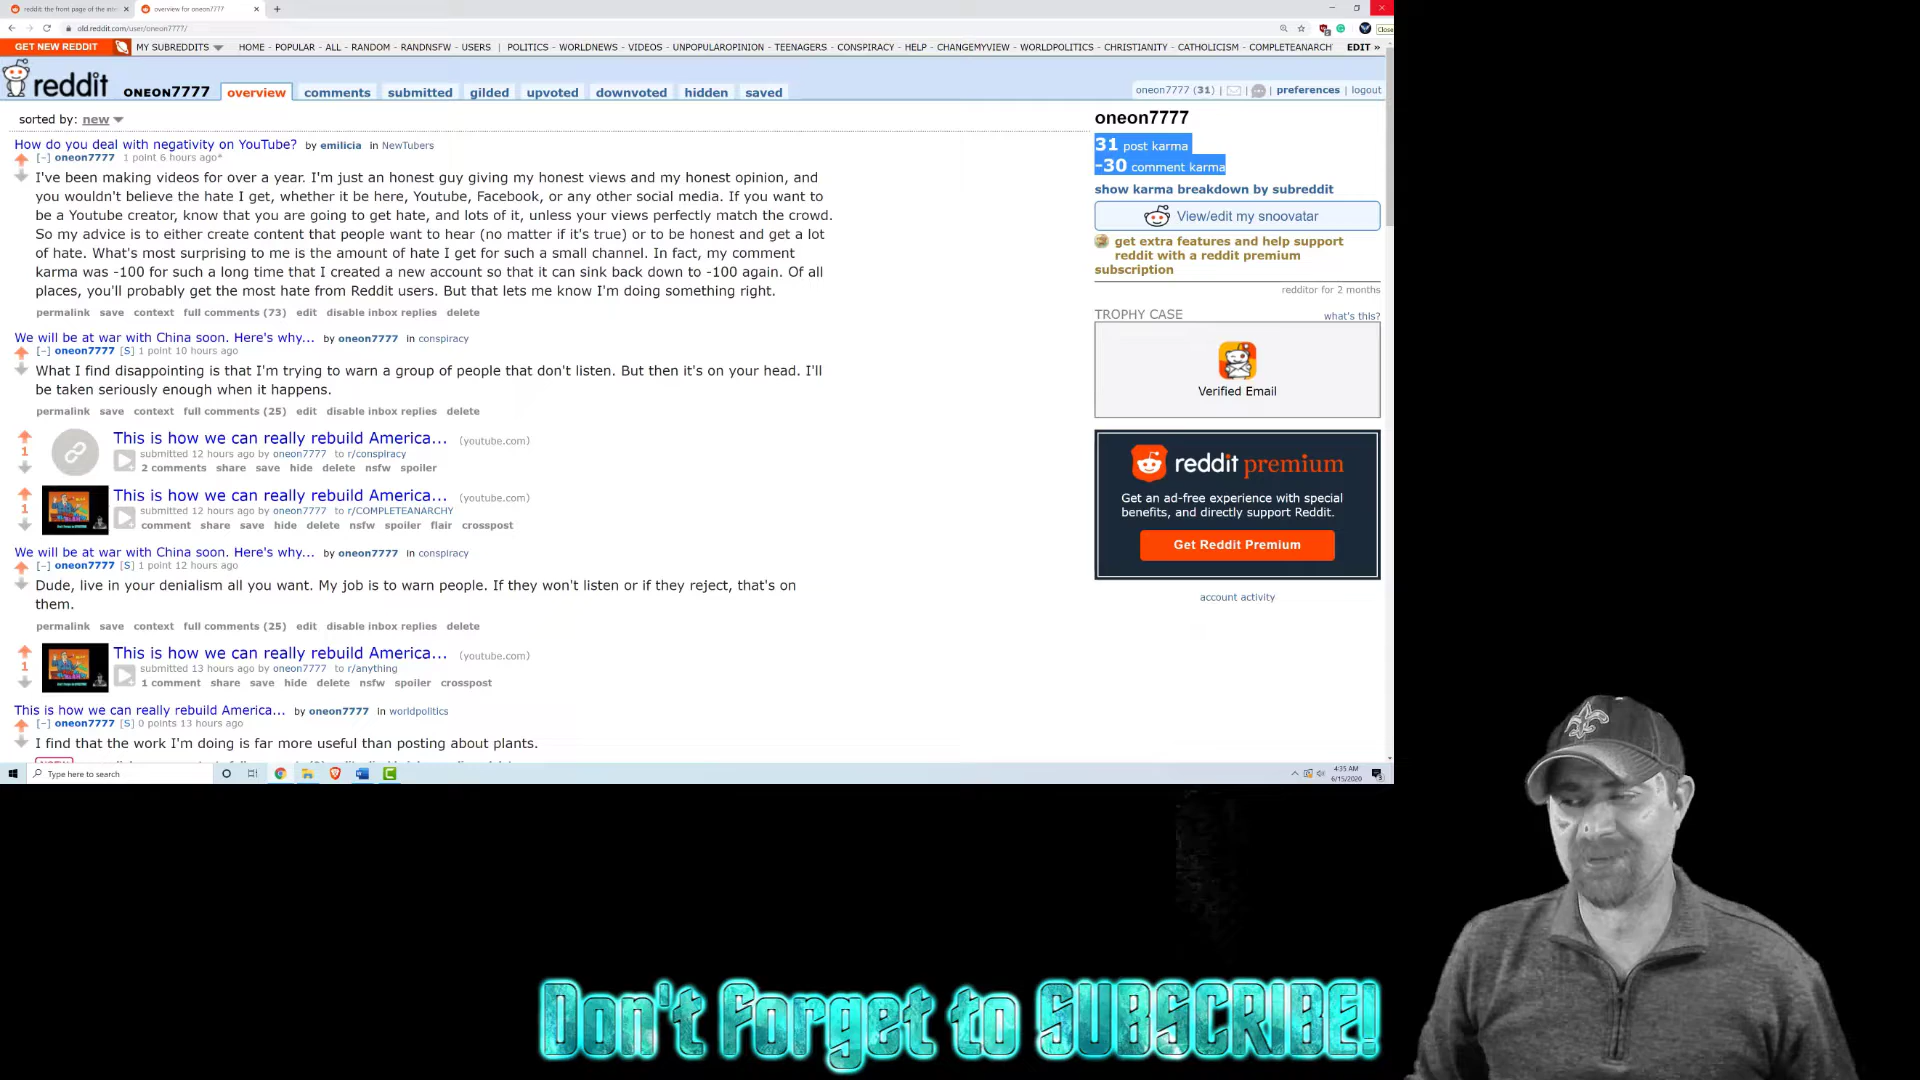 reddit: the front page of the inte
overview for oneon7777
old.reddit.com/user/oneon7777/
Close
GET NEW REDDIT MY SUBREDDITS HOME - POPULAR - ALL - RANDOM - RANDNSFW - USERS | POLITICS - WORLDNEWS - VIDEOS - UNPOPULAROPINION - TEENAGERS - CONSPIRACY - HELP - CHANGEMYVIEW - WORLDPOLITICS - CHRISTIANITY - CATHOLICISM - COMPLETEANARCH EDIT »
reddit ONEON7777 overview comments submitted gilded upvoted downvoted hidden saved
oneon7777 (31) | | preferences | logout
sorted by: new
How do you deal with negativity on YouTube? by emilicia in NewTubers
[–] oneon7777 1 point 6 hours ago*
I've been making videos for over a year. I'm just an honest guy giving my honest views and my honest opinion, and
you wouldn't believe the hate I get, whether it be here, Youtube, Facebook, or any other social media. If you want to
be a Youtube creator, know that you are going to get hate, and lots of it, unless your views perfectly match the crowd.
So my advice is to either create content that people want to hear (no matter if it's true) or to be honest and get a lot
of hate. What's most surprising to me is the amount of hate I get for such a small channel. In fact, my comment
karma was -100 for such a long time that I created a new account so that it can sink back down to -100 again. Of all
places, you'll probably get the most hate from Reddit users. But that lets me know I'm doing something right.
permalink save context full comments (73) edit disable inbox replies delete
We will be at war with China soon. Here's why... by oneon7777 in conspiracy
[–] oneon7777 [S] 1 point 10 hours ago
What I find disappointing is that I'm trying to warn a group of people that don't listen. But then it's on your head. I'll
be taken seriously enough when it happens.
permalink save context full comments (25) edit disable inbox replies delete
This is how we can really rebuild America... (youtube.com)
1 submitted 12 hours ago by oneon7777 to r/conspiracy
2 comments share save hide delete nsfw spoiler
This is how we can really rebuild America... (youtube.com)
1 submitted 12 hours ago by oneon7777 to r/COMPLETEANARCHY
comment share save hide delete nsfw spoiler flair crosspost
We will be at war with China soon. Here's why... by oneon7777 in conspiracy
[–] oneon7777 [S] 1 point 12 hours ago
Dude, live in your denialism all you want. My job is to warn people. If they won't listen or if they reject, that's on
them.
permalink save context full comments (25) edit disable inbox replies delete
This is how we can really rebuild America... (youtube.com)
1 submitted 13 hours ago by oneon7777 to r/anything
1 comment share save hide delete nsfw spoiler crosspost
This is how we can really rebuild America... by oneon7777 in worldpolitics
[–] oneon7777 [S] 0 points 13 hours ago
I find that the work I'm doing is far more useful than posting about plants.
oneon7777
31 post karma
-30 comment karma
show karma breakdown by subreddit
View/edit my snoovatar
get extra features and help support
reddit with a reddit premium
subscription
redditor for 2 months
TROPHY CASE what's this?
Verified Email
reddit premium
Get an ad-free experience with special
benefits, and directly support Reddit.
Get Reddit Premium
account activity
Type here to search
4:35 AM
6/15/2020
Don't forget to SUBSCRIBE!